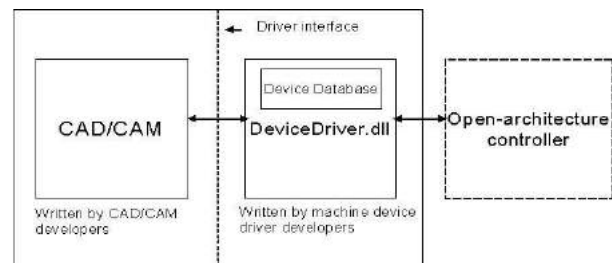 Driver interface
Device Database
CAD/CAM
DeviceDriver.dll
Open-architecture
controller
Written by CAD/CAM
developers
Written by machine device
driver developers